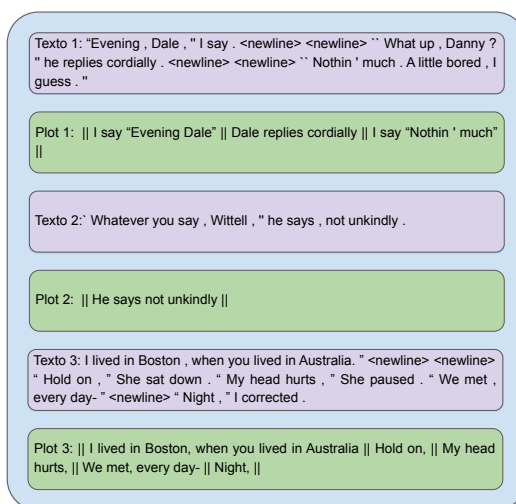 Texto 1: “Evening , Dale , " I say . <newline> <newline> `` What up , Danny ?
" he replies cordially . <newline> <newline> `` Nothin ' much . A little bored , I
guess . "
Plot 1: || I say “Evening Dale” || Dale replies cordially || I say “Nothin ' much”
||
Texto 2:` Whatever you say , Wittell , " he says , not unkindly .
Plot 2: || He says not unkindly ||
Texto 3: I lived in Boston , when you lived in Australia. ” <newline> <newline>
“ Hold on , ” She sat down . “ My head hurts , ” She paused . “ We met ,
every day- ” <newline> “ Night , ” I corrected .
Plot 3: || I lived in Boston, when you lived in Australia || Hold on, || My head
hurts, || We met, every day- || Night, ||